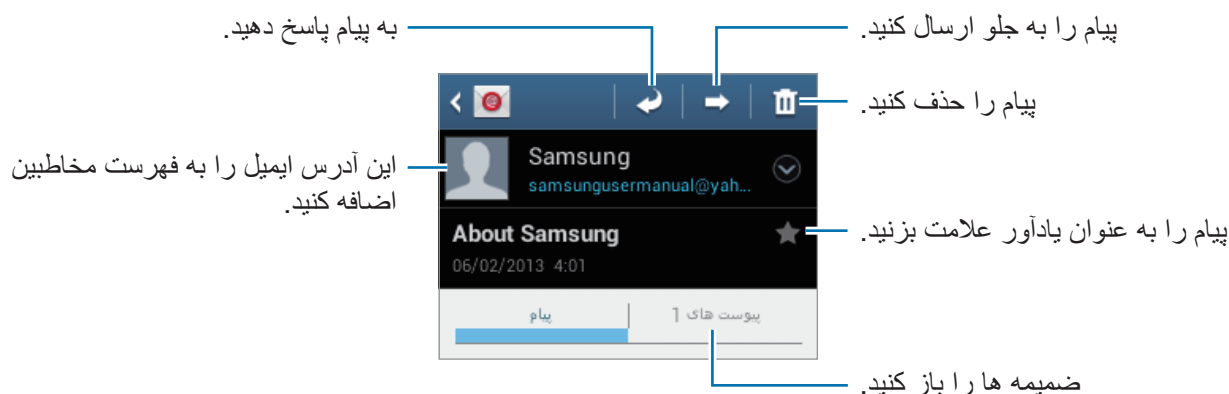 به پیام پاسخ دهید.
پیام را به جلو ارسال کنید.
پیام را حذف کنید.
Samsung
samsungusermanual@yah...
این آدرس ایمیل را به فهرست مخاطبین
اضافه کنید.
About Samsung
پیام را به عنوان یادآور علامت بزنید.
06/02/2013 4:01
پیام
پیوست های 1
ضمیمه ها را باز کنید.